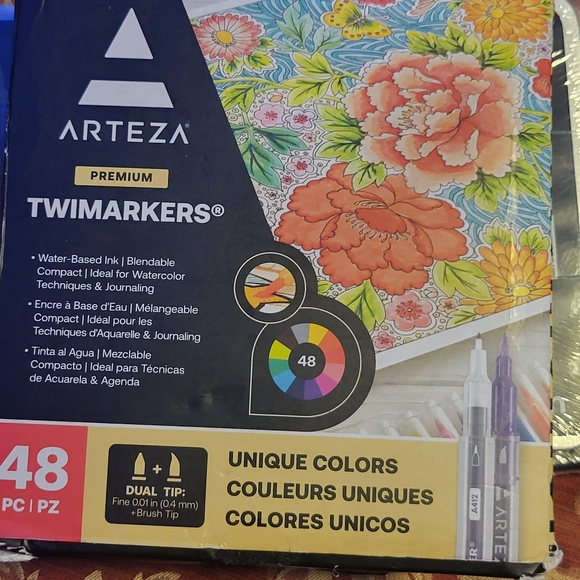 ARTEZA®
PREMIUM
TWIMARKERS®
• Water-Based Ink | Blendable
Compact | Ideal for Watercolor
Techniques & Journaling
• Encre à Base d'Eau | Mélangeable
Compact | Idéal pour les
Techniques d'Aquarelle & Journaling
• Tinta al Agua | Mezclable
Compacto | Ideal para Técnicas
de Acuarela & Agenda
48
48
PC | PZ
DUAL TIP:
Fine 0.01 in (0.4 mm)
+ Brush Tip
UNIQUE COLORS
COULEURS UNIQUES
COLORES UNICOS
A412
ARTEZ